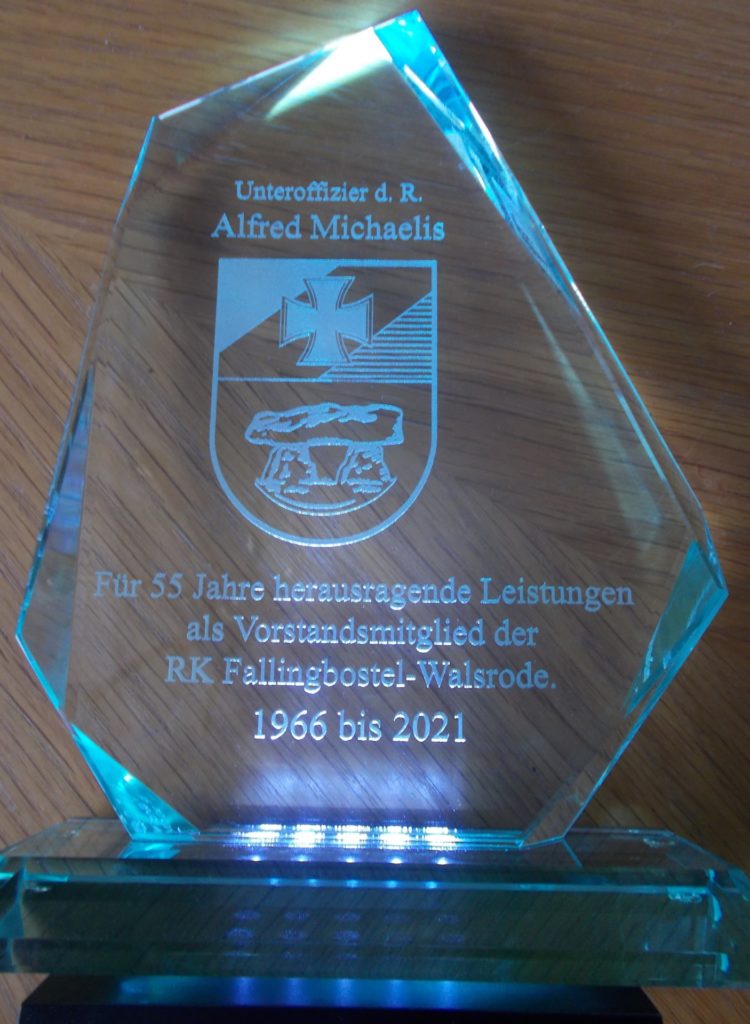 Unteroffizier d. R.
Alfred Michaelis
Für 55 Jahre herausragende Leistungen
als Vorstandsmitglied der
RK Fallingbostel-Walsrode.
1966 bis 2021